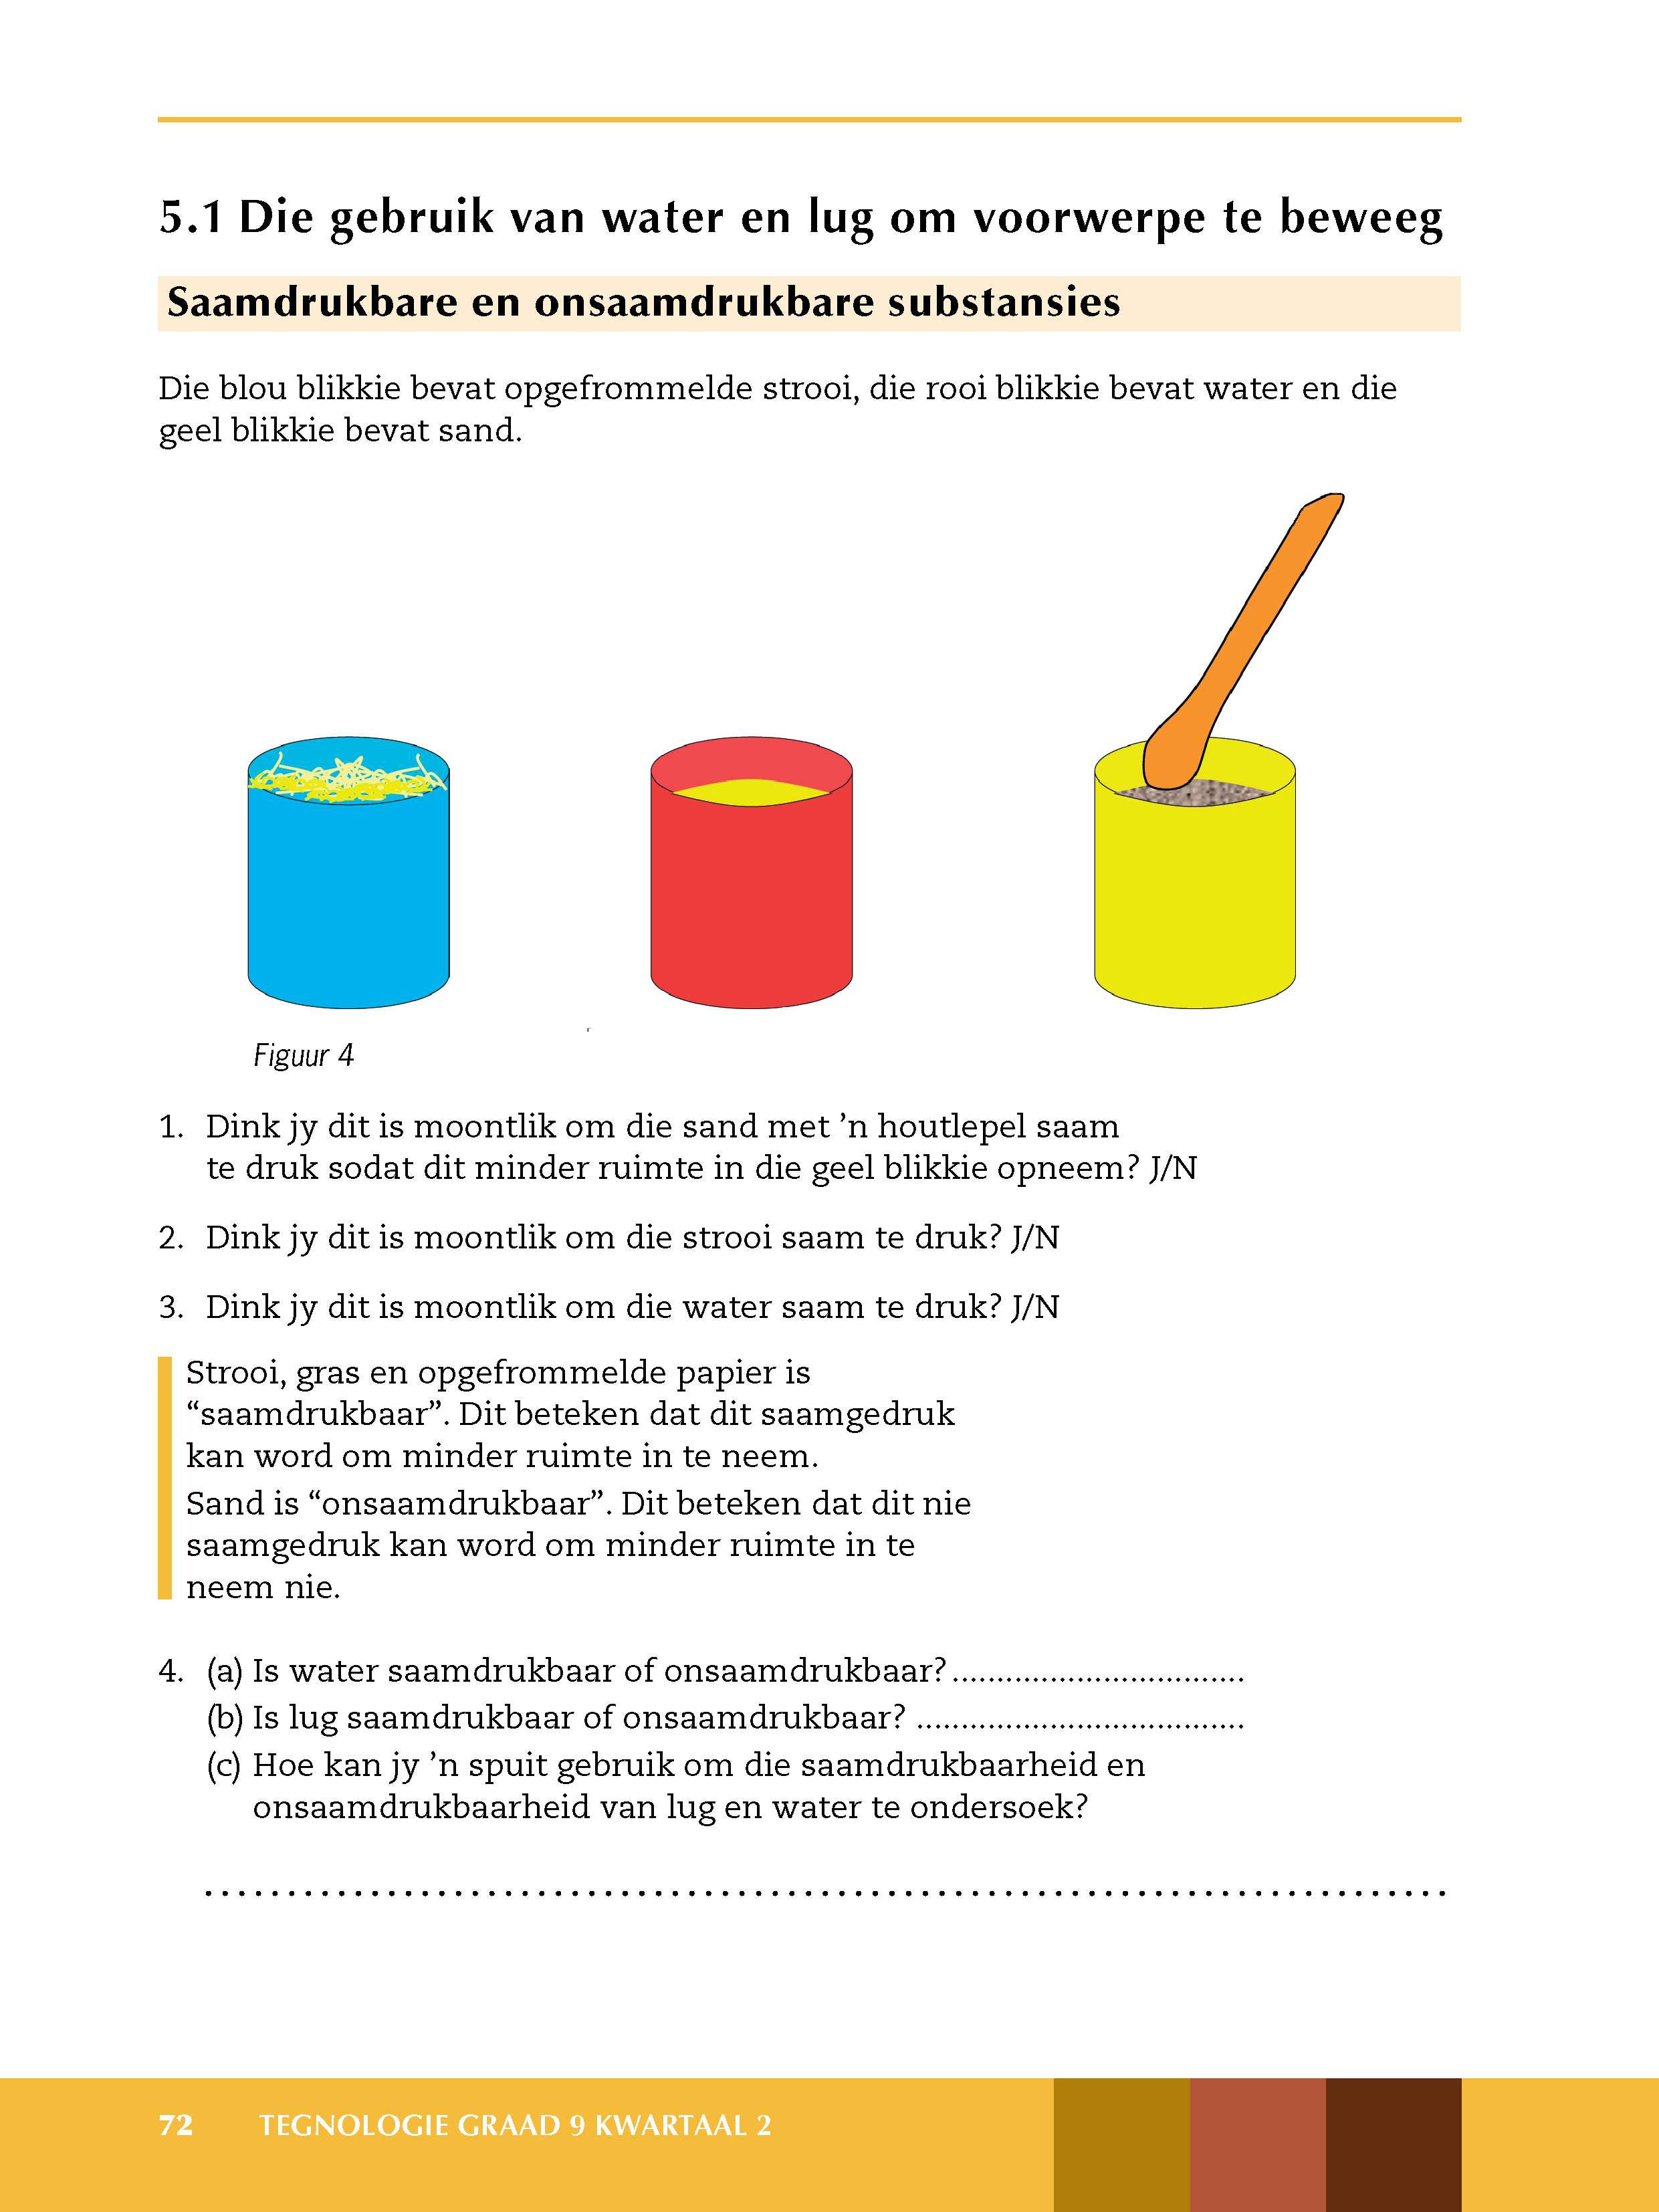 5.1 Die gebruik van water en lug om voorwerpe te beweeg
Saamdrukbare en onsaamdrukbare substansies
Die blou blikkie bevat opgefrommelde strooi, die rooi blikkie bevat water en die
geel blikkie bevat sand.
Figuur 4
1. Dink jy dit is moontlik om die sand met ’n houtlepel saam
te druk sodat dit minder ruimte in die geel blikkie opneem? J/N
2. Dink jy dit is moontlik om die strooi saam te druk? J/N
3. Dink jy dit is moontlik om die water saam te druk? J/N
Strooi, gras en opgefrommelde papier is
“saamdrukbaar”. Dit beteken dat dit saamgedruk
kan word om minder ruimte in te neem.
Sand is “onsaamdrukbaar”. Dit beteken dat dit nie
saamgedruk kan word om minder ruimte in te
neem nie.
4. (a) Is water saamdrukbaar of onsaamdrukbaar?.................................
(b) Is lug saamdrukbaar of onsaamdrukbaar? .....................................
(c) Hoe kan jy ’n spuit gebruik om die saamdrukbaarheid en
onsaamdrukbaarheid van lug en water te ondersoek?
...........................................................................
72 TEGNOLOGIE GRAAD 9 KWARTAAL 2